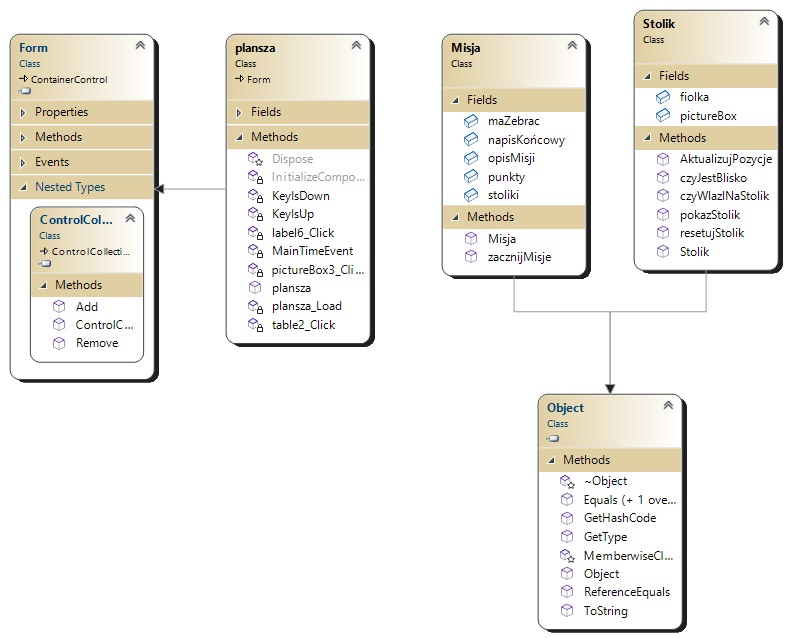 Form
Class
ContainerControl
Properties
Methods
Events
Nested Types
ControlCol...
Class
ControlCollecti...
Methods
Add
ControlC...
Remove
plansza
Class
Form
Fields
Methods
Dispose
InitializeCompo...
KeyIsDown
KeyIsUp
label6_Click
MainTimeEvent
pictureBox3_Cli...
plansza
plansza_Load
table2_Click
Misja
Class
Fields
maZebrac
napisKońcowy
opisMisji
punkty
stoliki
Methods
Misja
zacznijMisje
Stolik
Class
Fields
fiolka
pictureBox
Methods
AktualizujPozycje
czyJestBlisko
czyWlazlNaStolik
pokazStolik
resetujStolik
Stolik
Object
Class
Methods
~Object
Equals (+ 1 ove...
GetHashCode
GetType
MemberwiseCl...
Object
ReferenceEquals
ToString